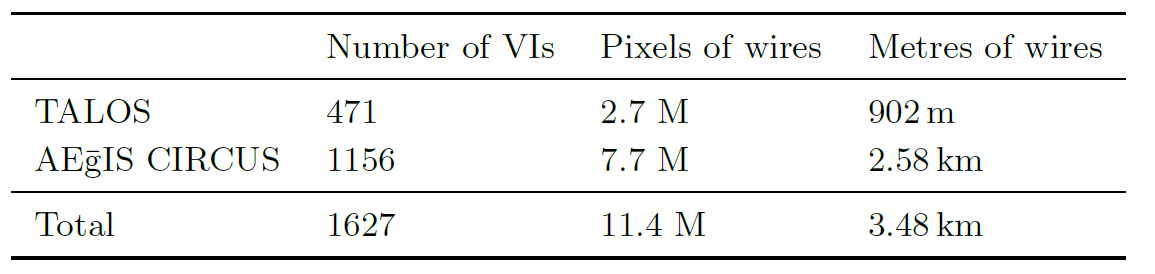 Number of VIs Pixels of wires Metres of wires
TALOS 471 2.7 M 902 m
AEḡIS CIRCUS 1156 7.7 M 2.58 km
Total 1627 11.4 M 3.48 km